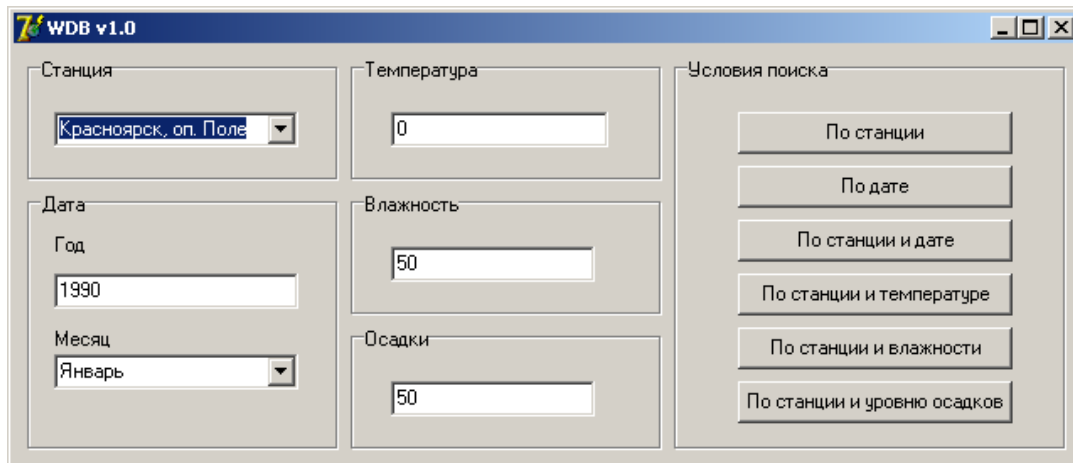 WDB v1.0
Станция
Красноярск, оп. Поле
Дата
Год
1990
Месяц
Январь
Температура
0
Влажность
50
Осадки
50
Условия поиска
По станции
По дате
По станции и дате
По станции и температуре
По станции и влажности
По станции и уровню осадков